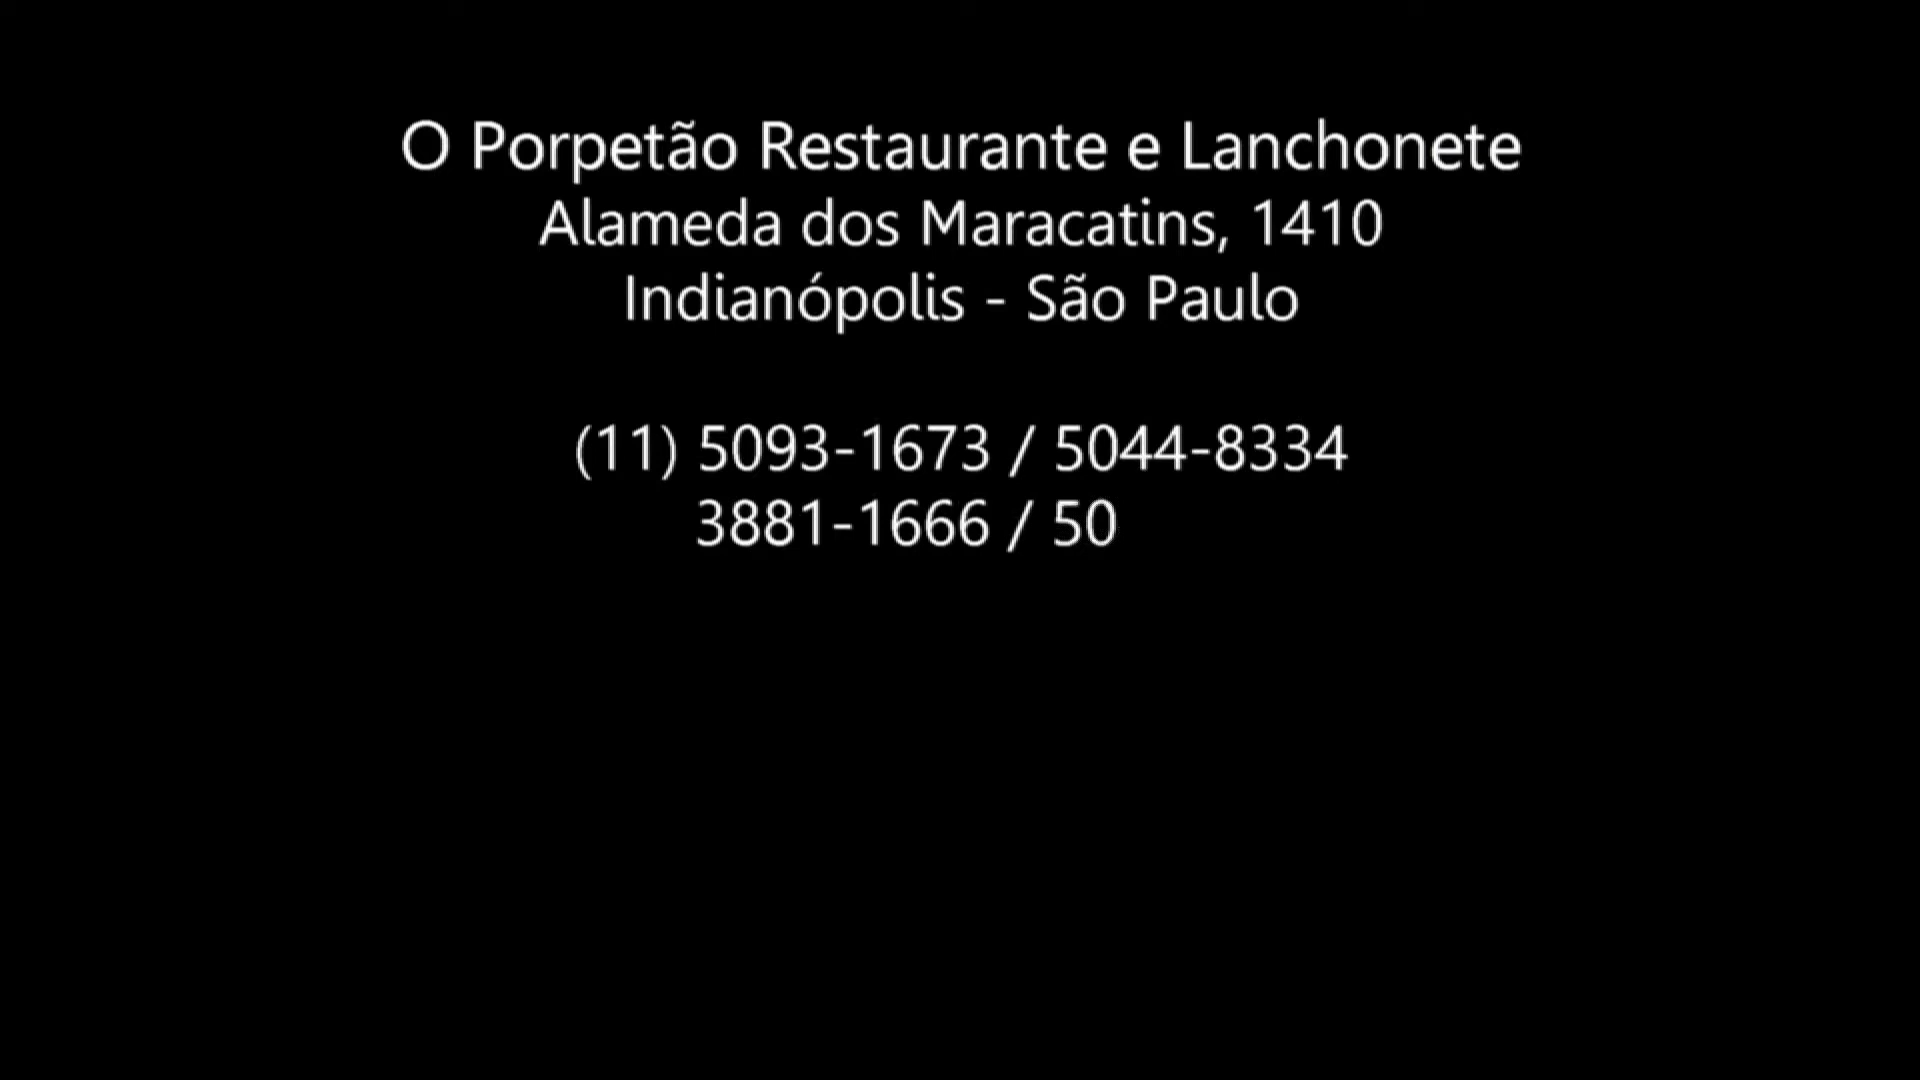 O Porpetão Restaurante e Lanchonete
Alameda dos Maracatins, 1410
Indianópolis - São Paulo
(11) 5093-1673 / 5044-8334
3881-1666 / 50